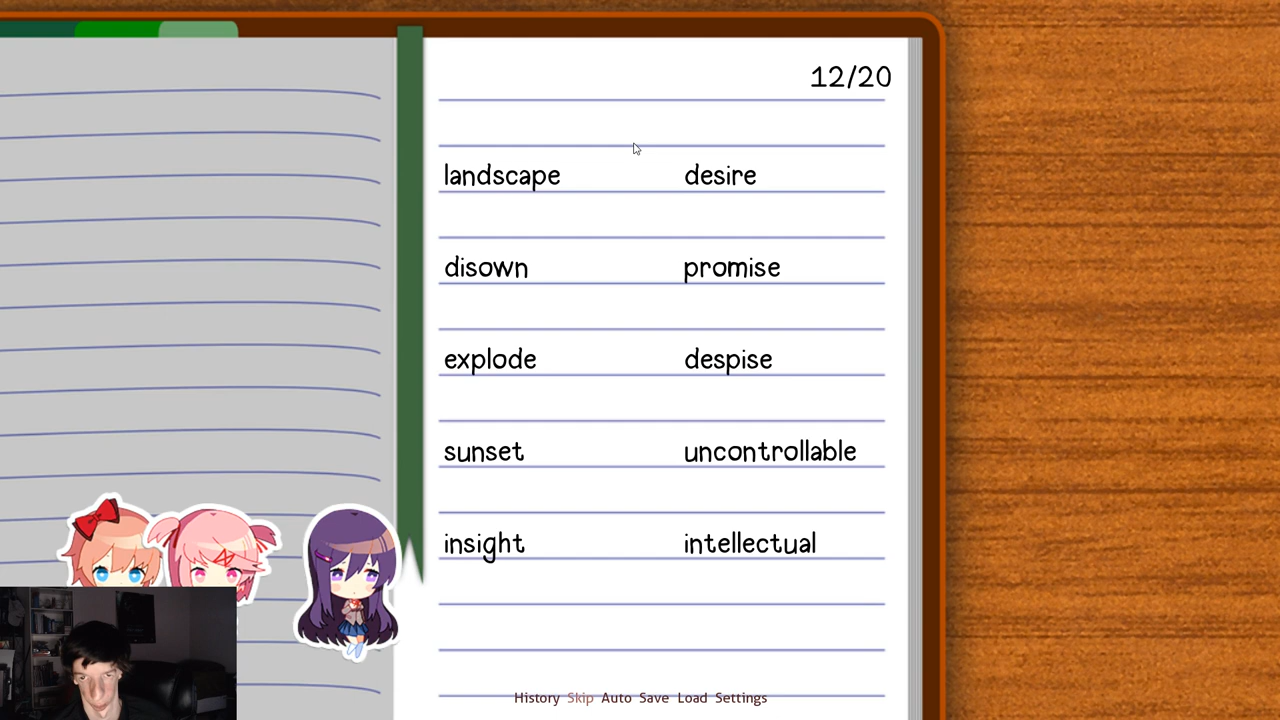 12/20
landscape desire
disown promise
explode despise
sunset uncontrollable
insight intellectual
History Skip Auto Save Load Settings